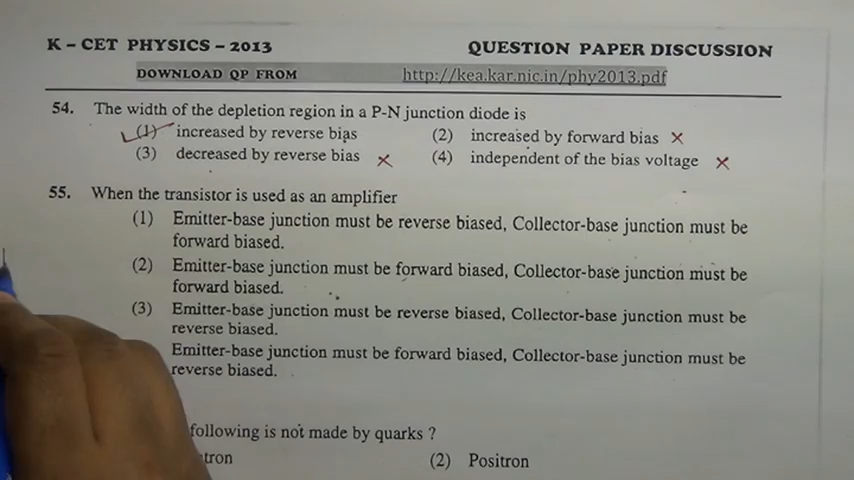 K – CET PHYSICS – 2013 QUESTION PAPER DISCUSSION
DOWNLOAD QP FROM http://kea.kar.nic.in/phy2013.pdf
54. The width of the depletion region in a P-N junction diode is
(1) increased by reverse bias (2) increased by forward bias
(3) decreased by reverse bias (4) independent of the bias voltage
55. When the transistor is used as an amplifier
(1) Emitter-base junction must be reverse biased, Collector-base junction must be
forward biased.
(2) Emitter-base junction must be forward biased, Collector-base junction must be
forward biased.
(3) Emitter-base junction must be reverse biased, Collector-base junction must be
reverse biased.
Emitter-base junction must be forward biased, Collector-base junction must be
reverse biased.
following is not made by quarks ?
(2) Positron